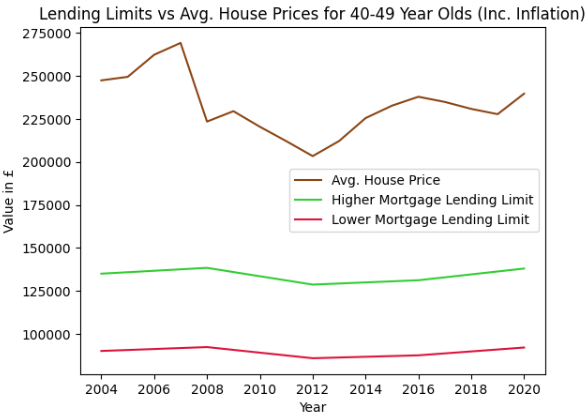 Lending Limits vs Avg. House Prices for 40-49 Year Olds (Inc. Inflation)
275000
250000
225000
200000
175000
150000
125000
100000
Value in £
Avg. House Price
Higher Mortgage Lending Limit
Lower Mortgage Lending Limit
2004 2006 2008 2010 2012 2014 2016 2018 2020
Year